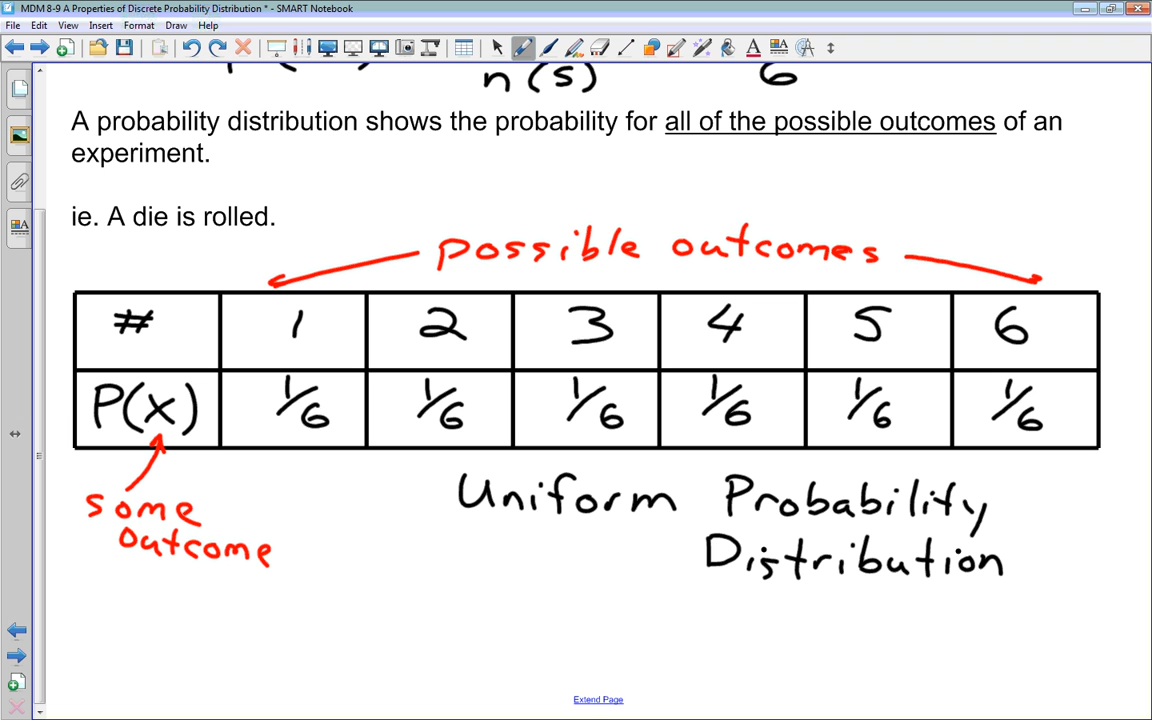 MDM 8-9 A Properties of Discrete Probability Distribution * - SMART Notebook
File Edit View Insert Format Tools Draw Help
n(s) 6
A probability distribution shows the probability for all of the possible outcomes of an
experiment.
ie. A die is rolled.
possible outcomes
# 1 2 3 4 5 6
P(x) 1/6 1/6 1/6 1/6 1/6 1/6
some
outcome
Uniform Probability
Distribution
Extend Page